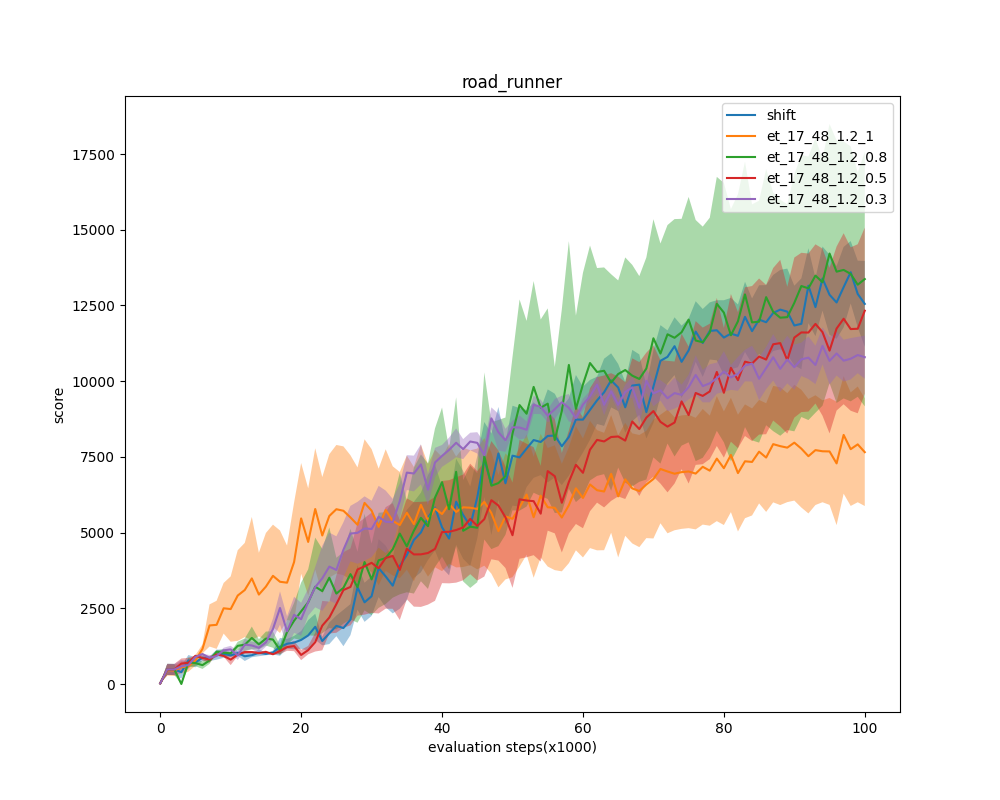 road_runner
shift
et_17_48_1.2_1
et_17_48_1.2_0.8
et_17_48_1.2_0.5
et_17_48_1.2_0.3
score
17500
15000
12500
10000
7500
5000
2500
0
0 20 40 60 80 100
evaluation steps(x1000)